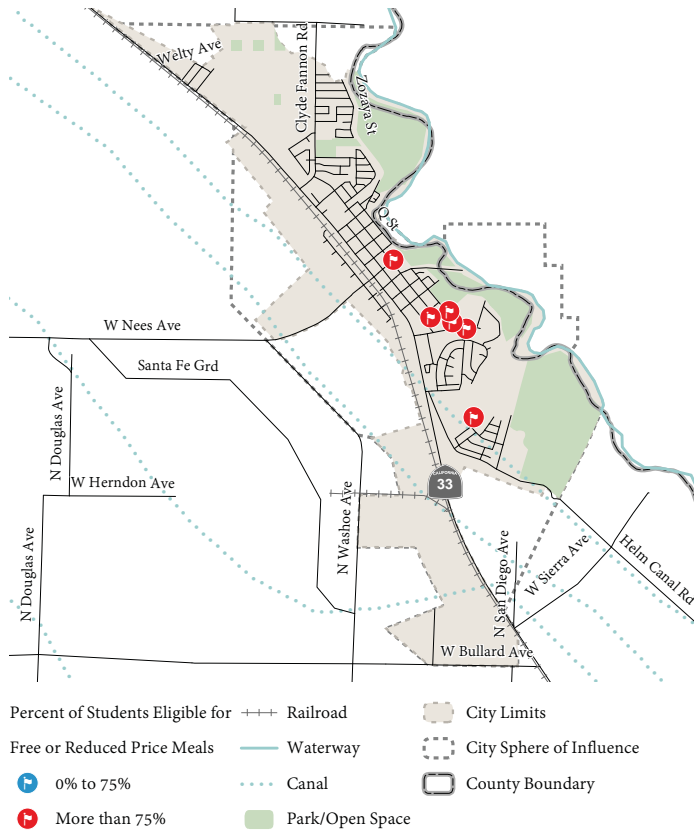 Welty Ave
Clyde Fannon Rd
Zozaya St
Q St
W Nees Ave
Santa Fe Grd
N Douglas Ave
W Herndon Ave
N Washoe Ave
CALIFORNIA
33
N Douglas Ave
N San Diego Ave
W Sierra Ave
Helm Canal Rd
W Bullard Ave
Percent of Students Eligible for
Free or Reduced Price Meals
0% to 75%
More than 75%
Railroad
Waterway
Canal
Park/Open Space
City Limits
City Sphere of Influence
County Boundary